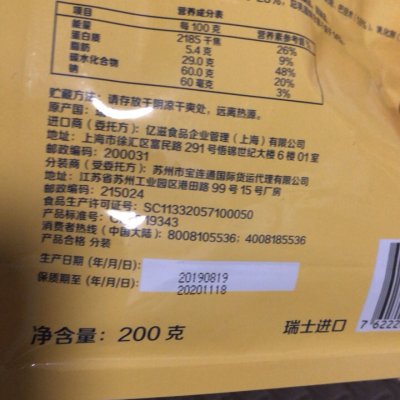 营养成分表
项目 每 100 克 营养素参考值
能量 2185 千焦 26%
蛋白质 5.4 克 9%
脂肪 29.0 克 48%
碳水化合物 60.0 克 20%
钠 60 毫克 3%
贮藏方法: 请存放于阴凉干爽处，远离热源。
原产国:
进口商 (委托方): 亿滋食品企业管理 (上海) 有限公司
地址: 上海市徐汇区富民路 291 号悟锦世纪大楼 6 楼 01 室
邮政编码: 200031
分装商 (受委托方): 苏州市宝连通国际货运代理有限公司
地址: 江苏省苏州工业园区港田路 99 号 15 号厂房
邮政编码: 215024
食品生产许可证号: SC11332057100050
产品标准号: 19343
消费者热线 (中国大陆): 8008105536; 4008185536
产品合格 分装
生产日期 (年/月/日): 20190819
保质期至 (年/月/日): 20201118
净含量: 200 克
瑞士进口
7 6222